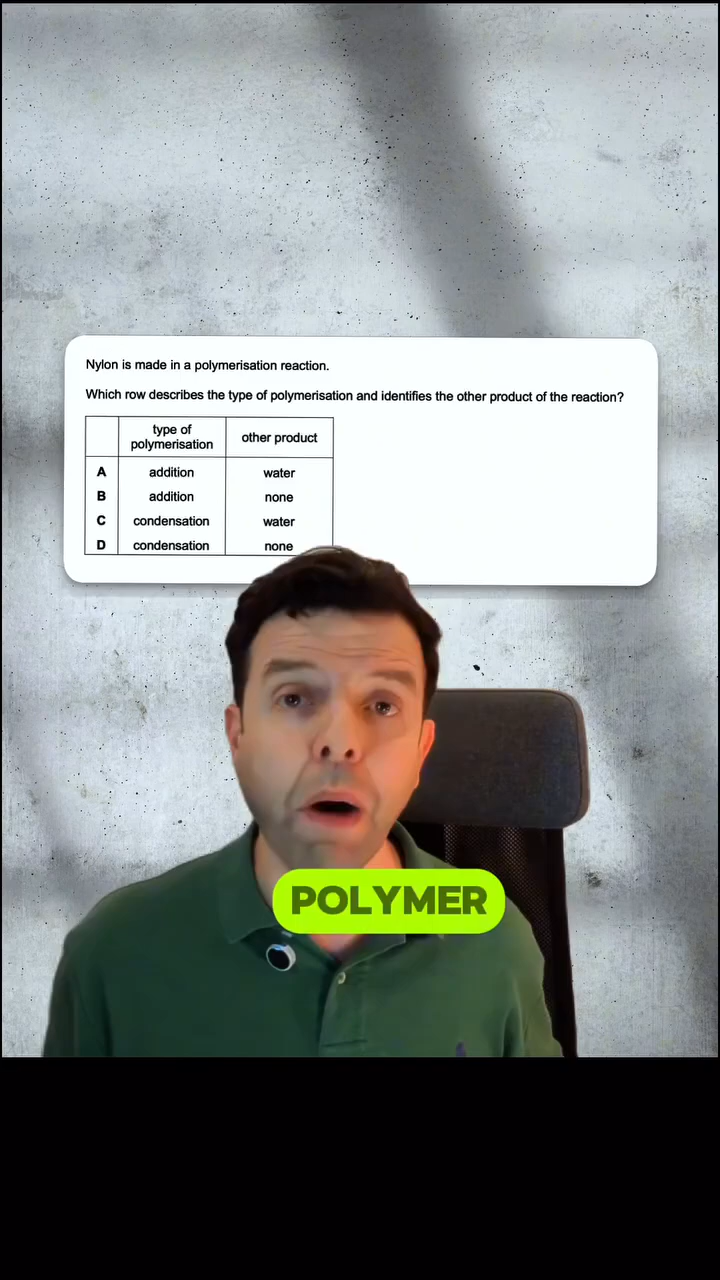 Nylon is made in a polymerisation reaction.
Which row describes the type of polymerisation and identifies the other product of the reaction?
type of polymerisation other product
A addition water
B addition none
C condensation water
D condensation none
POLYMER